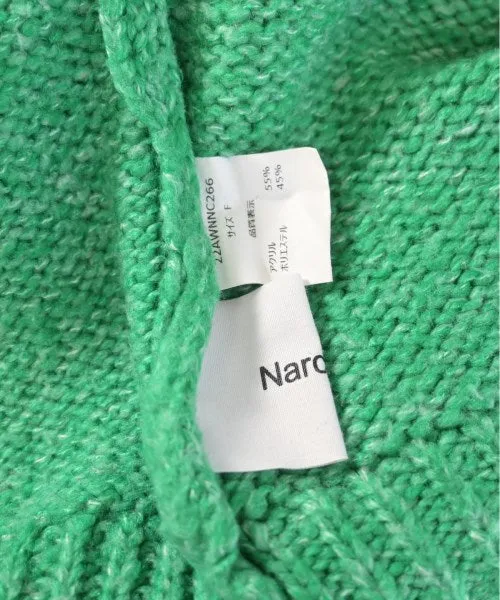 22AWNNC266
サイズ F
品質表示
アクリル 55%
ポリエステル 45%
Narc